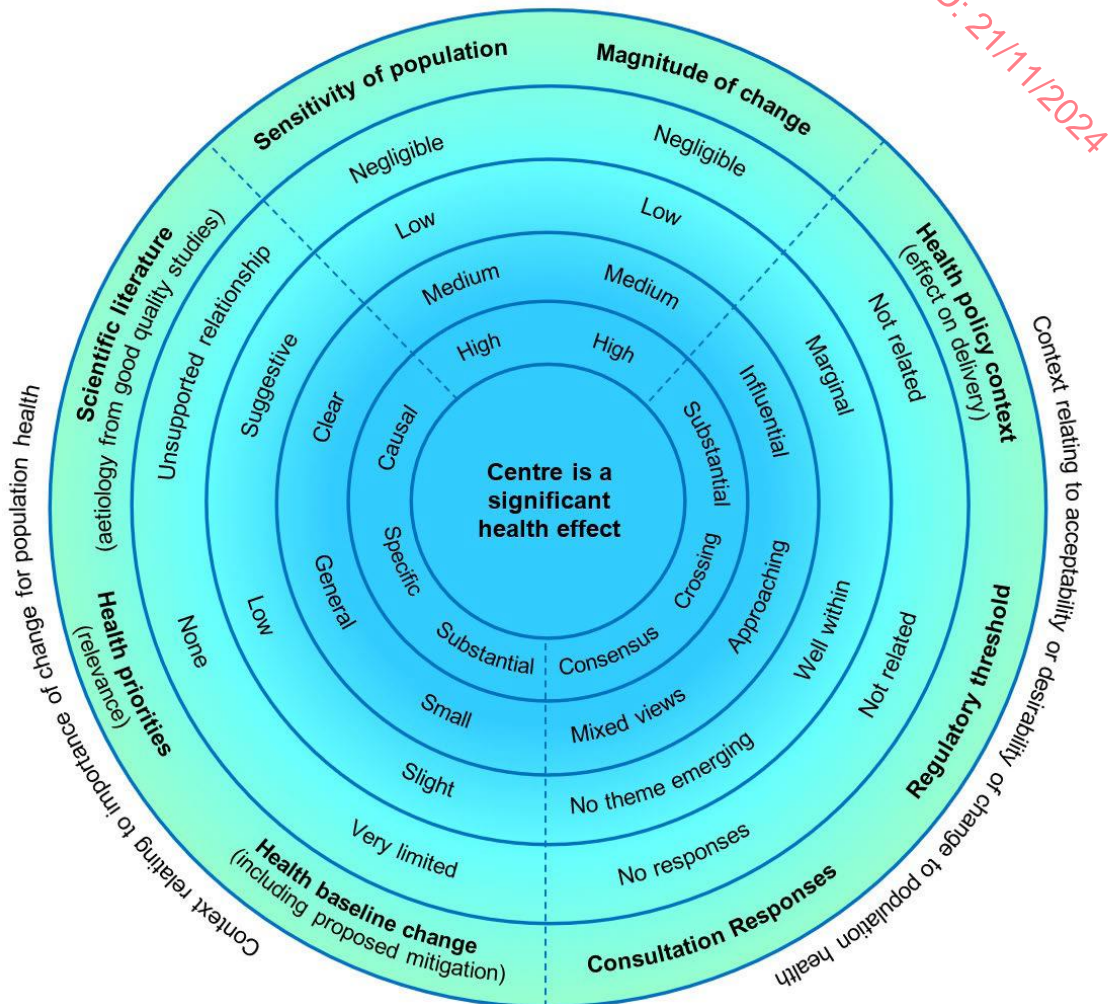 : 21/11/2024
Sensitivity of population
Magnitude of change
Negligible
Negligible
Low
Low
Medium
Medium
High
High
Scientific literature
(aetiology from good quality studies)
Unsupported relationship
Suggestive
Clear
Causal
Health policy context
(effect on delivery)
Not related
Marginal
Influential
Substantial
Centre is a
significant
health effect
Health priorities
(relevance)
None
Low
General
Specific
Regulatory threshold
Not related
Well within
Approaching
Crossing
Health baseline change
(including proposed mitigation)
Very limited
Slight
Small
Substantial
Consultation Responses
No responses
No theme emerging
Mixed views
Consensus
Context relating to importance of change for population health
Context relating to acceptability or desirability of change to population health